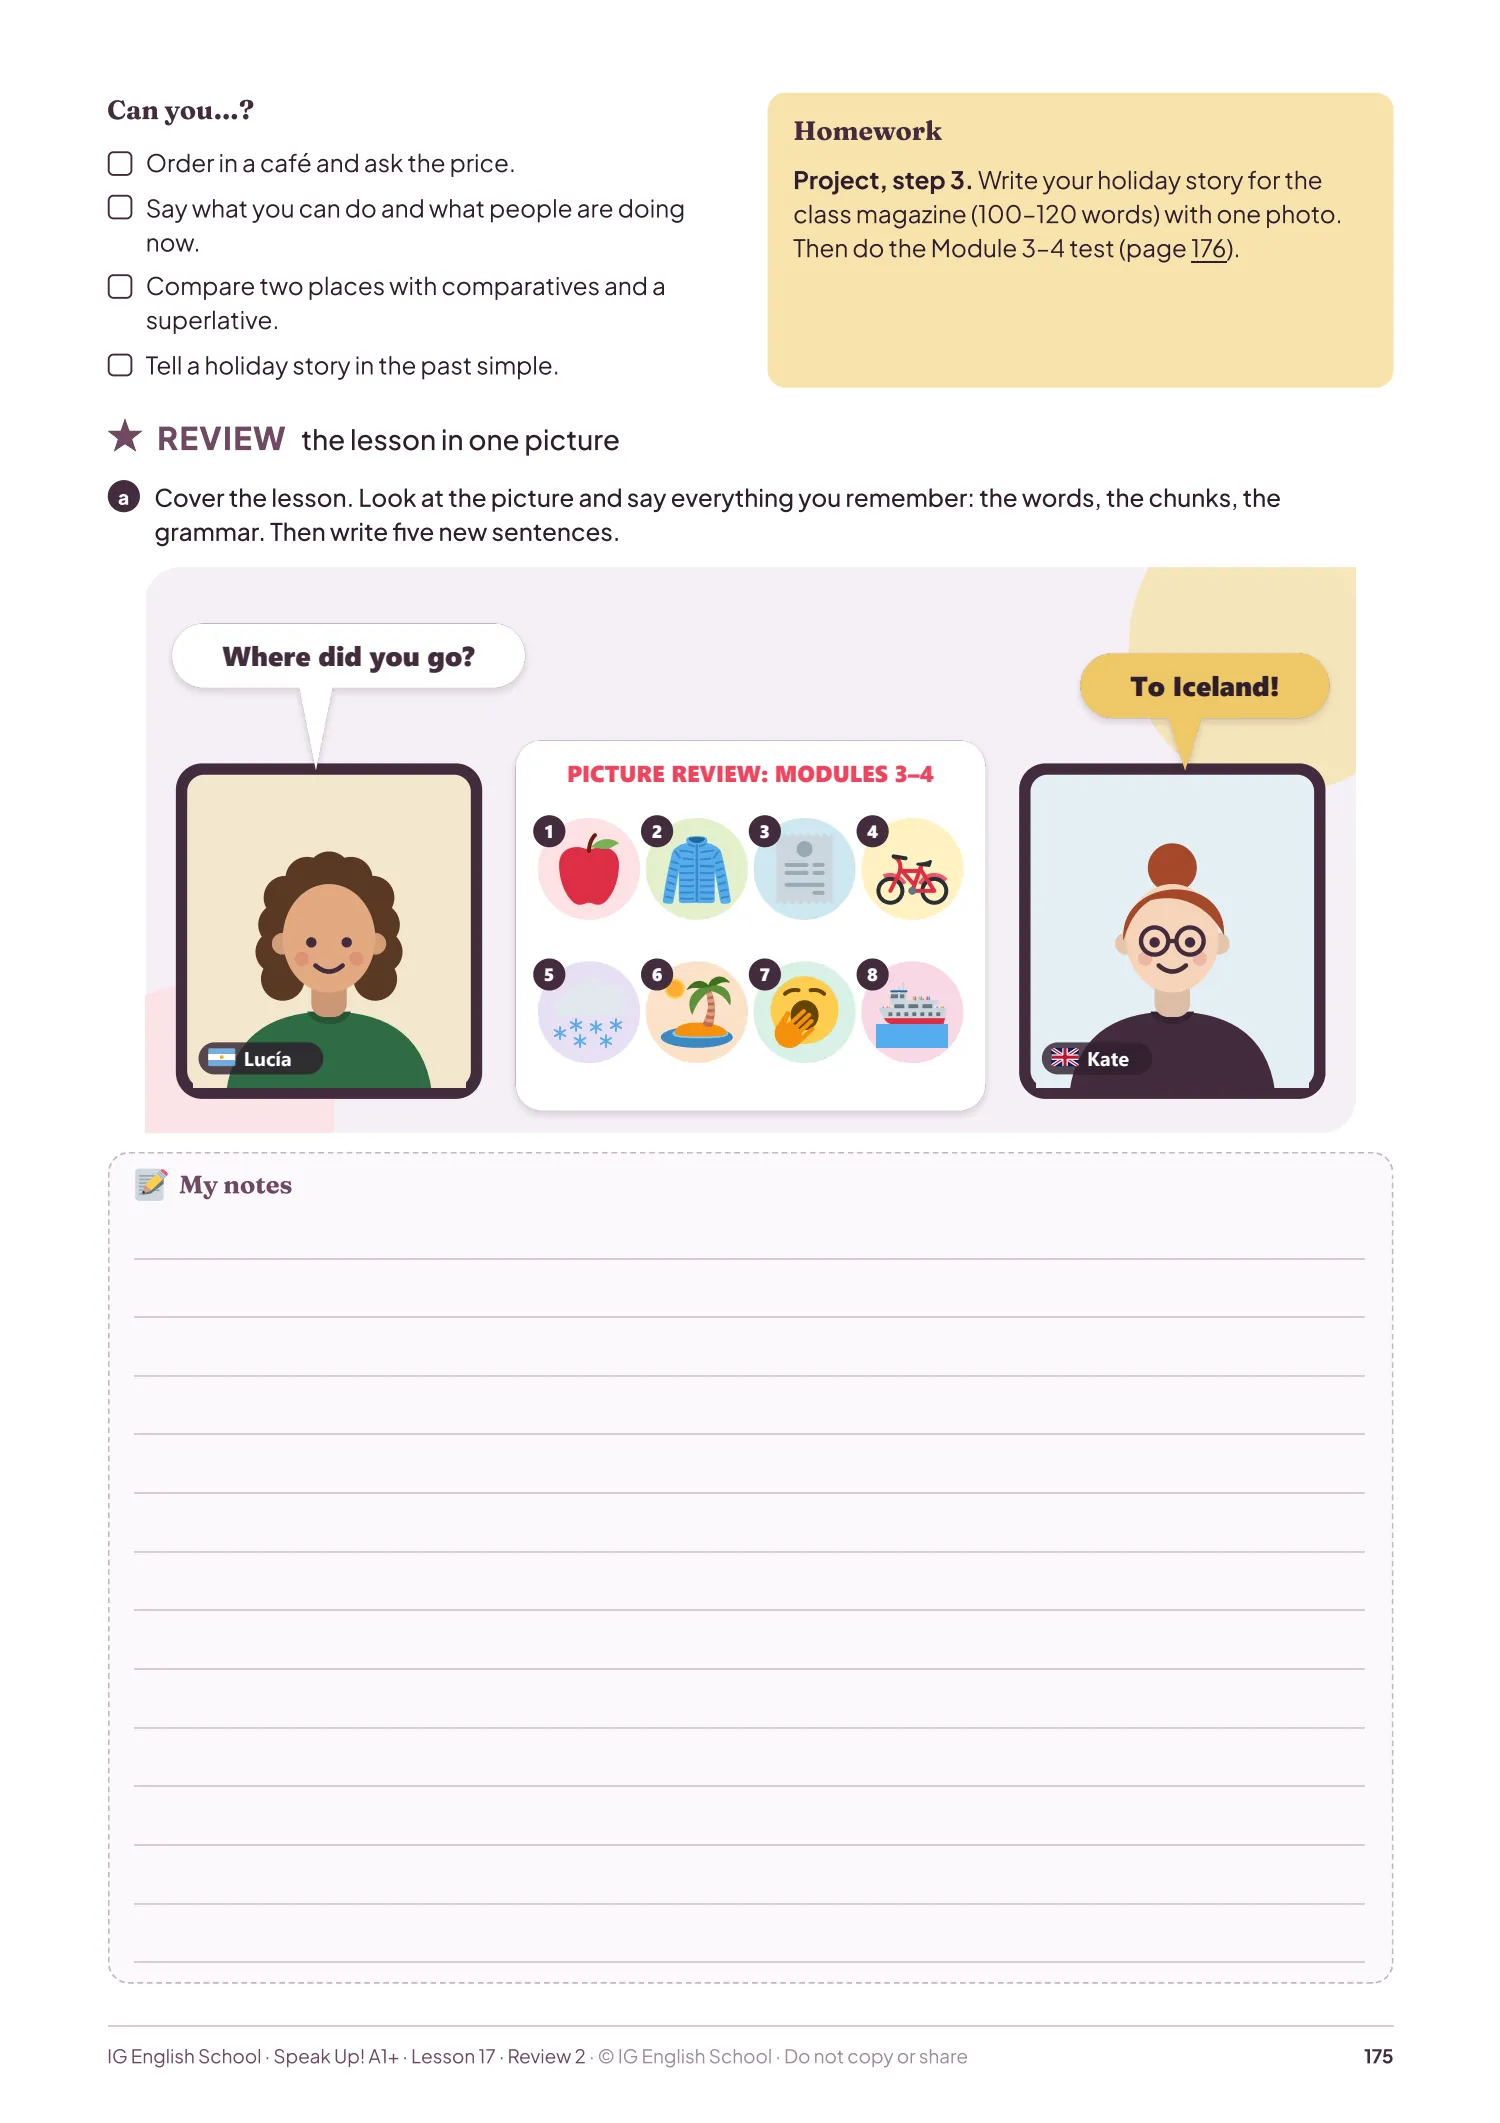 Can you...?
Order in a café and ask the price.
Say what you can do and what people are doing
now.
Compare two places with comparatives and a
superlative.
Tell a holiday story in the past simple.
Homework
Project, step 3. Write your holiday story for the
class magazine (100–120 words) with one photo.
Then do the Module 3–4 test (page 176).
REVIEW the lesson in one picture
a Cover the lesson. Look at the picture and say everything you remember: the words, the chunks, the
grammar. Then write five new sentences.
Where did you go?
To Iceland!
PICTURE REVIEW: MODULES 3–4
1 2 3 4
5 6 7 8
Lucía
Kate
My notes
IG English School · Speak Up! A1+ · Lesson 17 · Review 2 · © IG English School · Do not copy or share 175